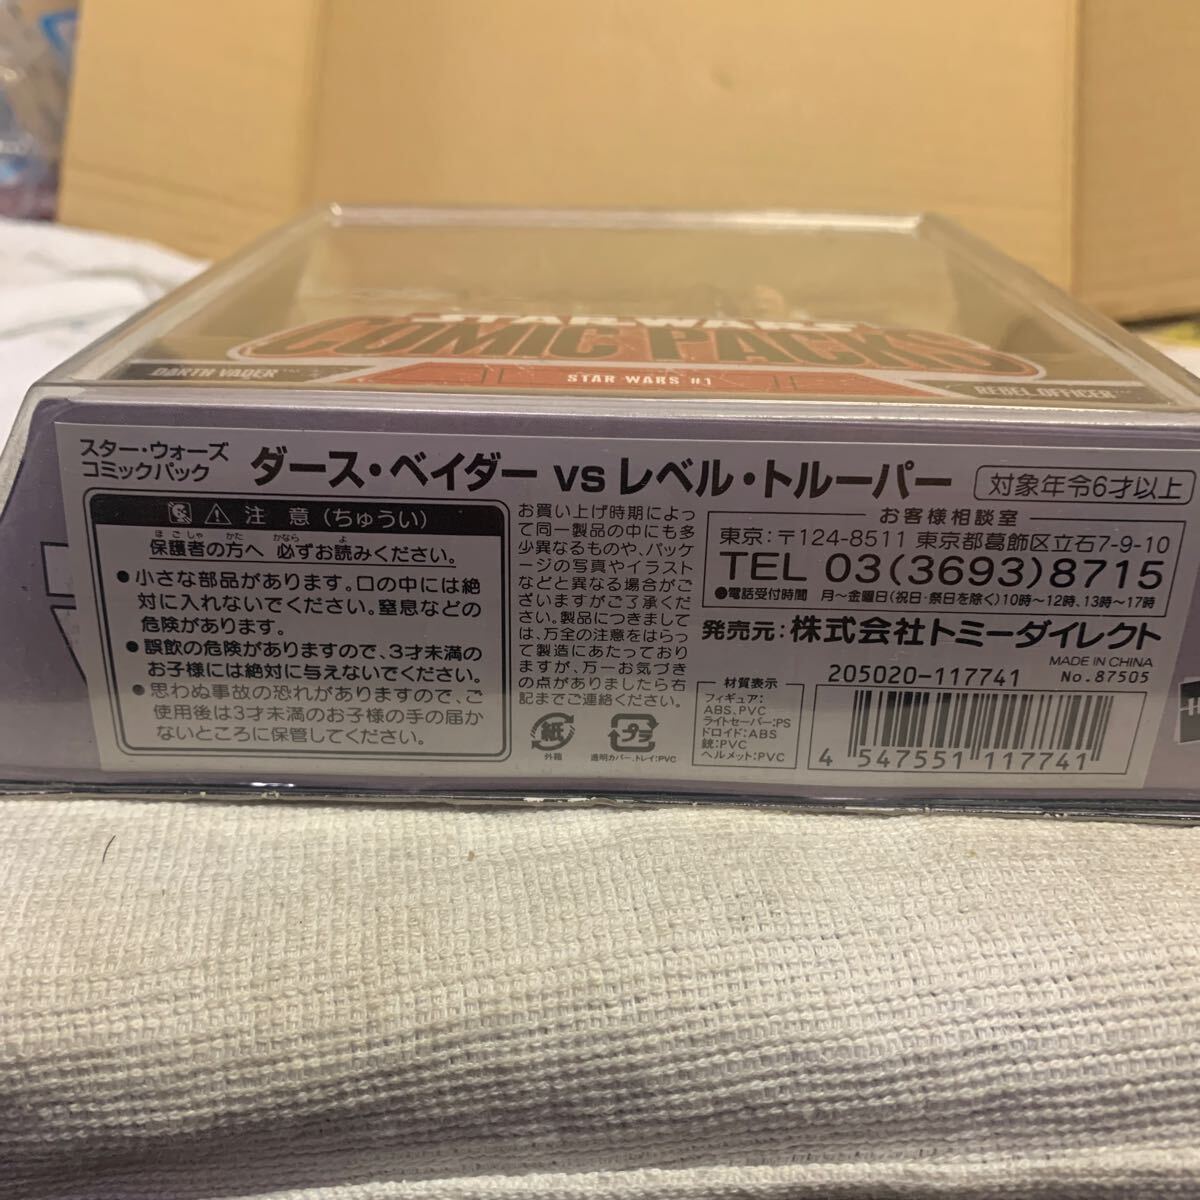 STAR WARS
COMIC PACKS
DARTH VADER™
STAR WARS #1
REBEL OFFICER™
スター・ウォーズ
コミックパック
ダース・ベイダー vs レベル・トルーパー
対象年令6才以上
注 意(ちゅうい)
ほごしゃ かた かなら よ
保護者の方へ 必ずお読みください。
●小さな部品があります。口の中には絶
対に入れないでください。窒息などの
危険があります。
●誤飲の危険がありますので、3才未満の
お子様には絶対に与えないでください。
●思わぬ事故の恐れがありますので、ご
使用後は3才未満のお子様の手の届か
ないところに保管してください。
お買い上げ時期によっ
て同一製品の中にも多
少異なるものや、パッケ
ージの写真やイラスト
などと異なる場合がご
ざいますがご了承くだ
さい。製品につきまして
は、万全の注意をはらっ
て製造にあたっており
ますが、万一お気づき
の点がありましたら右
記までご連絡ください。
紙
外箱
プラ
透明カバー、トレイ:PVC
お客様相談室
東京:〒124-8511 東京都葛飾区立石7-9-10
TEL 03(3693)8715
●電話受付時間 月〜金曜日(祝日・祭日を除く)10時〜12時、13時〜17時
発売元:株式会社トミーダイレクト
MADE IN CHINA
205020-117741 No.87505
材質表示
フィギュア:
ABS、PVC
ライトセーバー:PS
ドロイド:ABS
銃:PVC
ヘルメット:PVC
4 547551 117741